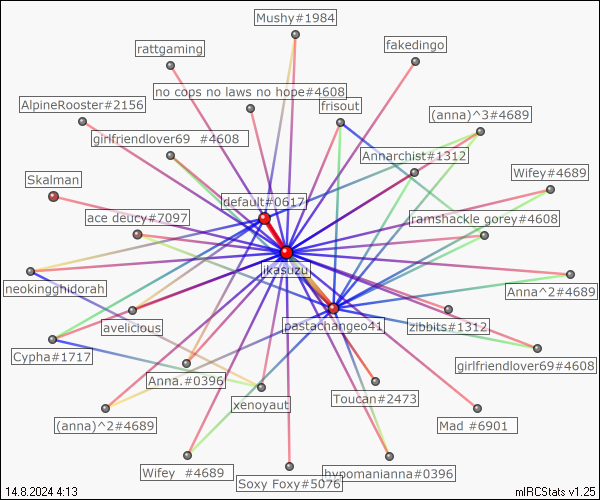 Mushy#1984
rattgaming
fakedingo
no cops no laws no hope#4608
AlpineRooster#2156
frisout
(anna)^3#4689
girlfriendlover69 #4608
Annarchist#1312
Skalman
Wifey#4689
default#0617
ace deucy#7097
ramshackle gorey#4608
ikasuzu
neokingghidorah
Anna^2#4689
avelicious
pastachangeo41
zibbits#1312
Cypha#1717
girlfriendlover69#4608
Anna.#0396
xenoyaut
Toucan#2473
(anna)^2#4689
Mad #6901
Wifey #4689
Soxy Foxy#5076
hypomanianna#0396
14.8.2024 4:13
mIRCStats v1.25